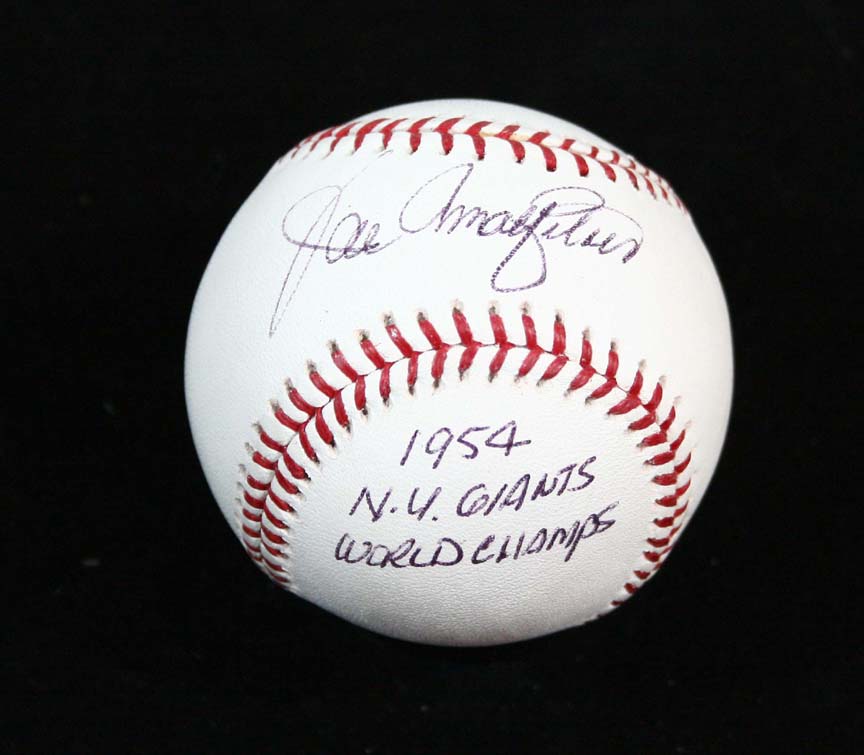 Joe Amalfitano
1954
N.Y. GIANTS
WORLD CHAMPS